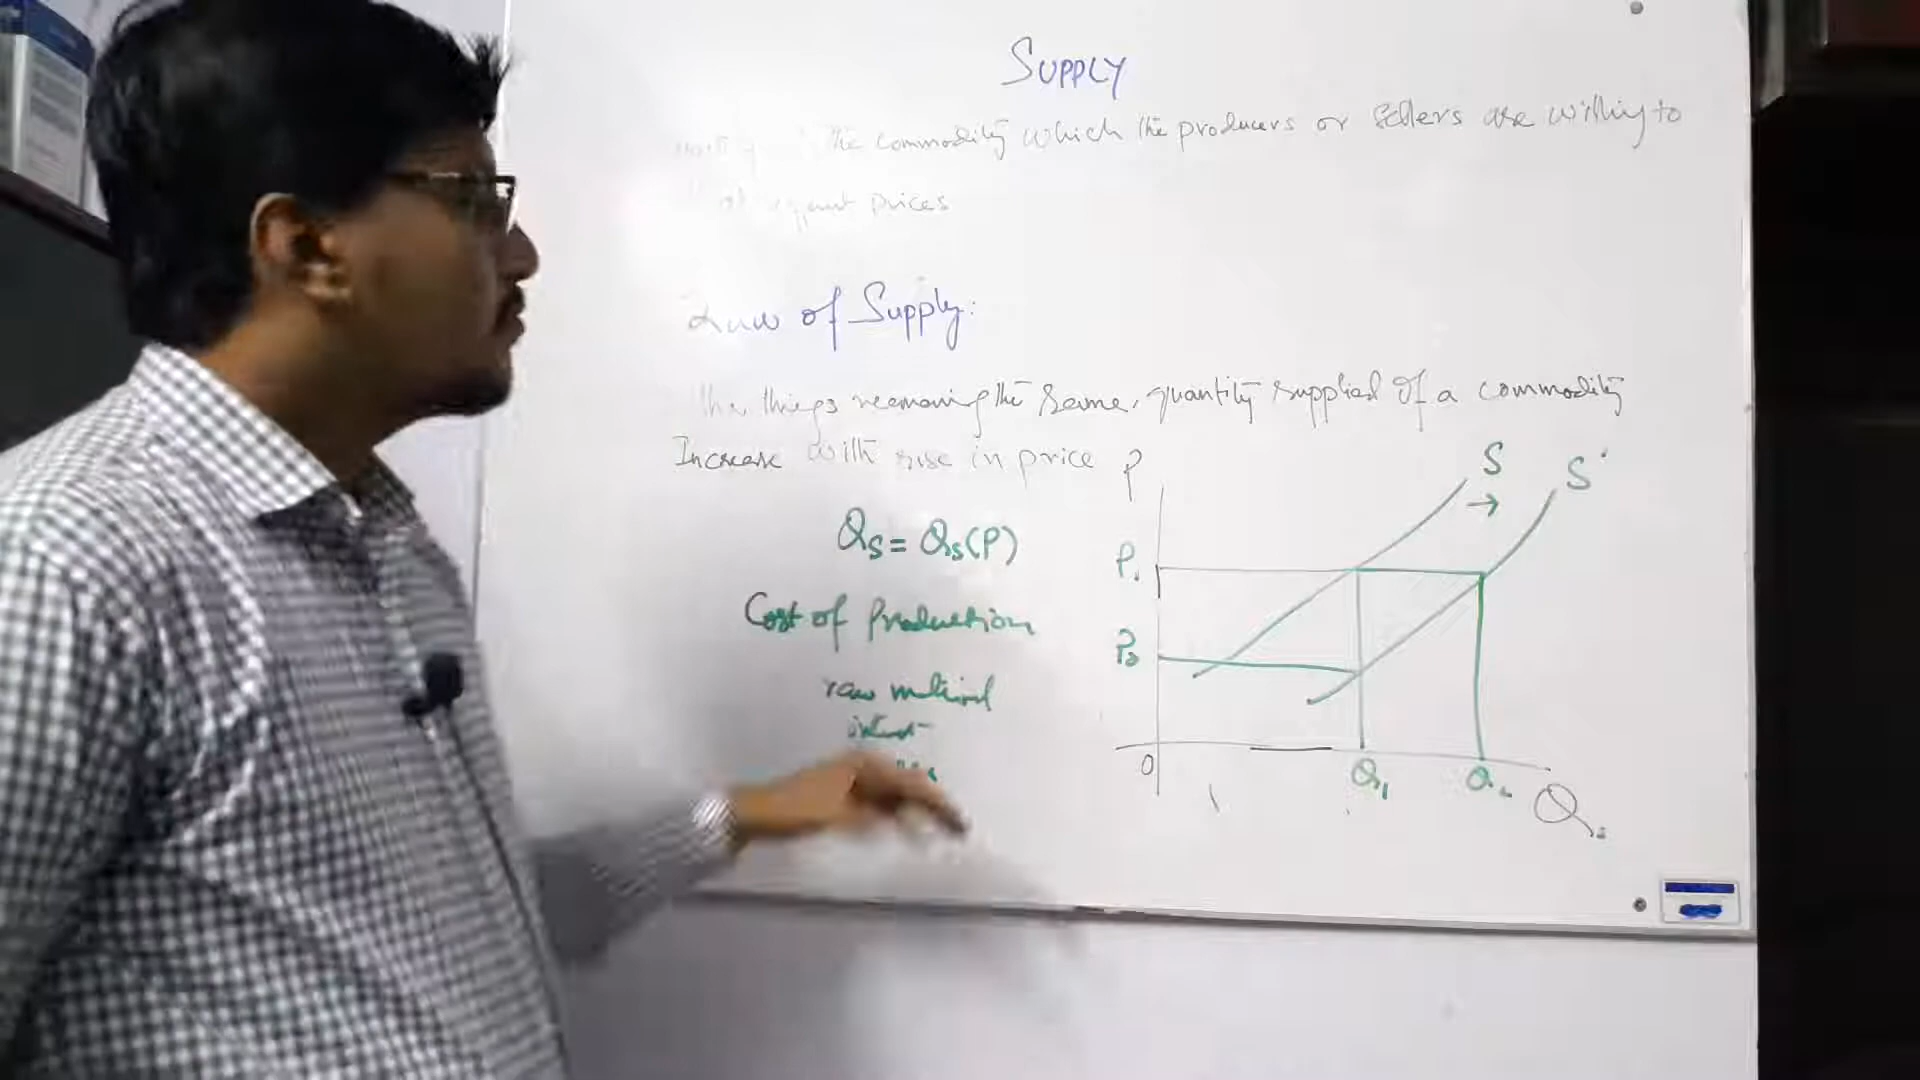 SUPPLY
the commodity which the producers or sellers are willing to
prices
Law of Supply:
things remaining the same, quantity supplied of a commodity
Increase with rise in price
P
S
S'
Qs = Qs(P)
P1
Cost of Production
P2
raw material
0
Q1
Q2
Qs